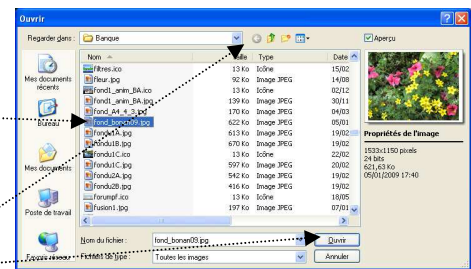 Ouvrir
Regarder dans : Banque
Aperçu
Nom Taille Type Date
filtres.ico 13 Ko Icône 15/02
fleur.jpg 92 Ko Image JPEG 14/08
fond1_anim_BA.ico 13 Ko Icône 02/12
fond1_anim_BA.jpg 139 Ko Image JPEG 30/11
fond_A4_4_3.jpg 170 Ko Image JPEG 04/03
fond_bonan09.jpg 622 Ko Image JPEG 05/01
fondu1A.jpg 613 Ko Image JPEG 19/02
fondu1B.jpg 670 Ko Image JPEG 19/02
fondu1C.ico 13 Ko Icône 22/02
fondu1C.jpg 597 Ko Image JPEG 20/02
fondu2A.jpg 542 Ko Image JPEG 19/02
fondu2B.jpg 416 Ko Image JPEG 19/02
forumpf.ico 13 Ko Icône 18/05
fusion1.jpg 197 Ko Image JPEG 07/01
Mes documents
récents
Bureau
Mes documents
Poste de travail
Favoris réseau
Propriétés de l'image
1533x1150 pixels
24 bits
621,63 Ko
05/01/2009 17:40
Nom du fichier : fond_bonan09.jpg Ouvrir
Fichiers de type : Toutes les images Annuler